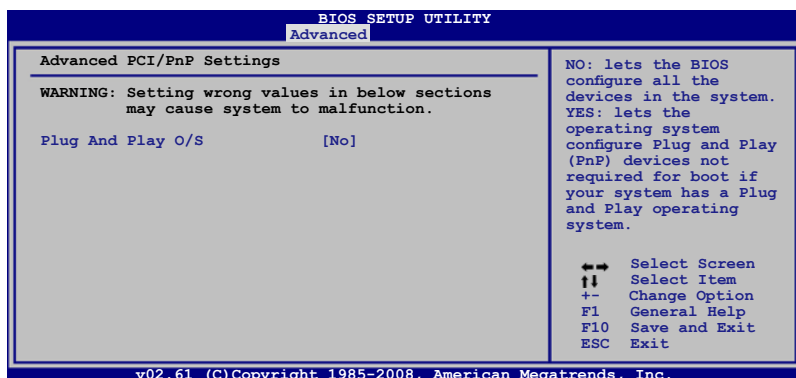 BIOS SETUP UTILITY
Advanced
Advanced PCI/PnP Settings
WARNING: Setting wrong values in below sections
may cause system to malfunction.
Plug And Play O/S [No]
NO: lets the BIOS
configure all the
devices in the system.
YES: lets the
operating system
configure Plug and Play
(PnP) devices not
required for boot if
your system has a Plug
and Play operating
system.
←→ Select Screen
↑↓ Select Item
+- Change Option
F1 General Help
F10 Save and Exit
ESC Exit
v02.61 (C)Copyright 1985-2008, American Megatrends, Inc.